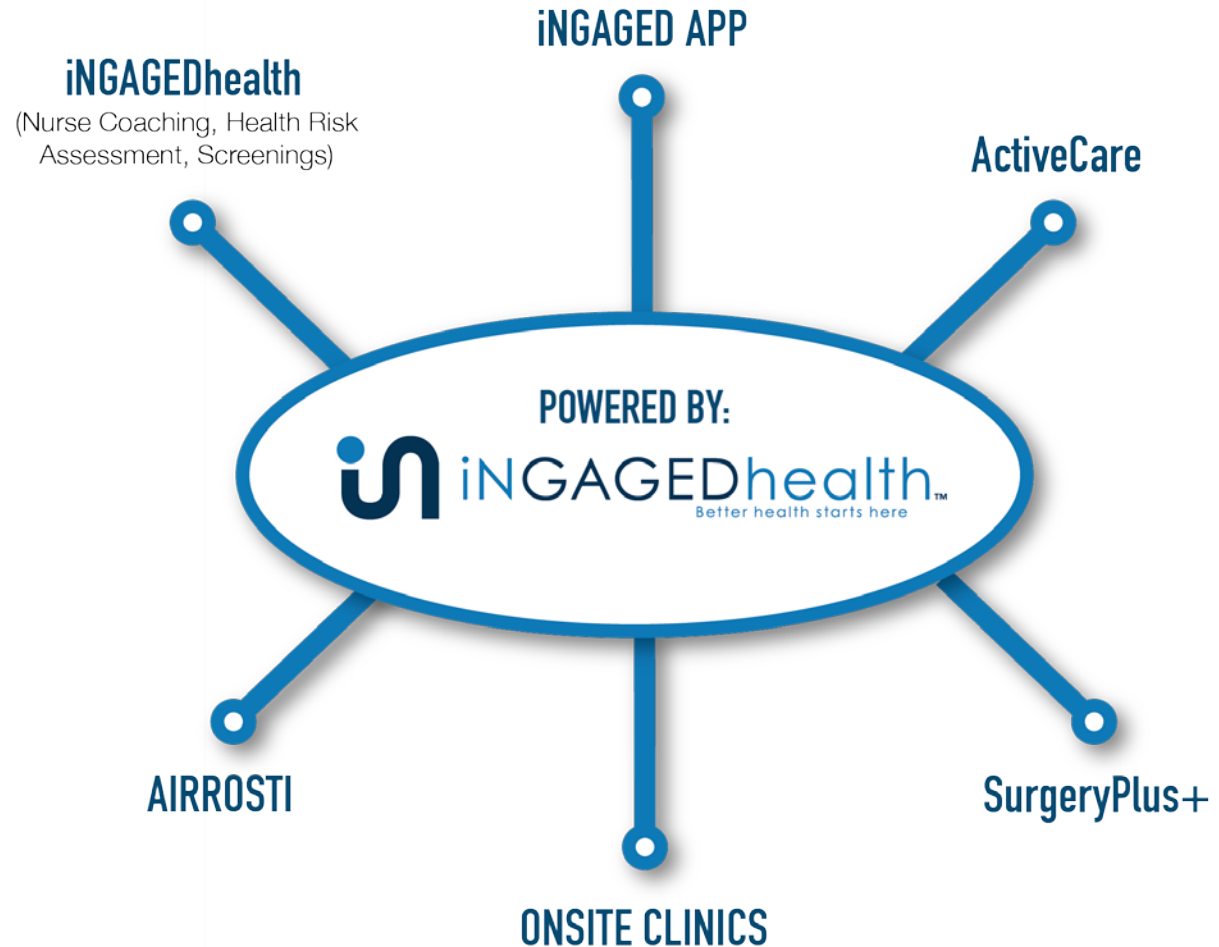 iNGAGED APP
iNGAGEDhealth
(Nurse Coaching, Health Risk
Assessment, Screenings)
ActiveCare
POWERED BY:
iN iNGAGEDhealth™
Better health starts here
AIRROSTI
SurgeryPlus+
ONSITE CLINICS